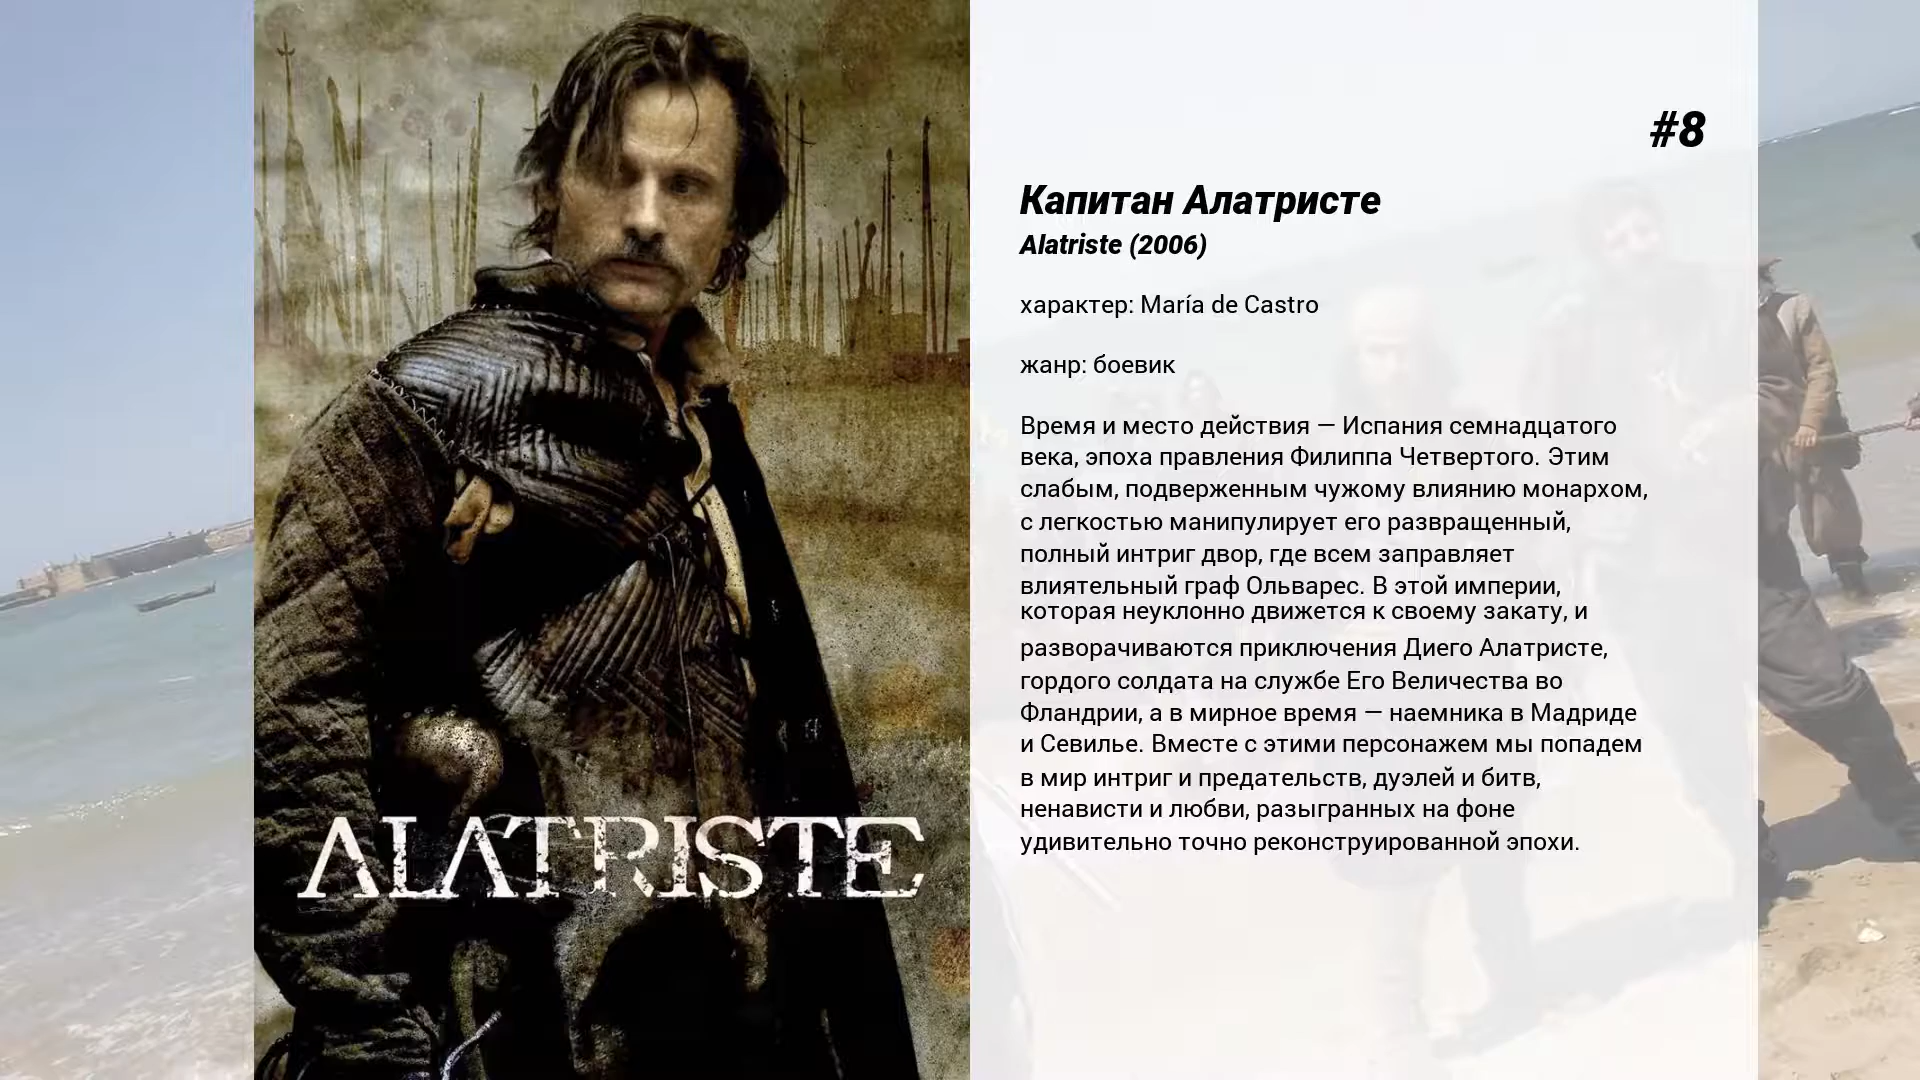 ALATRISTE
#8
Капитан Алатристе
Alatriste (2006)
характер: María de Castro
жанр: боевик
Время и место действия — Испания семнадцатого
века, эпоха правления Филиппа Четвертого. Этим
слабым, подверженным чужому влиянию монархом,
с легкостью манипулирует его развращенный,
полный интриг двор, где всем заправляет
влиятельный граф Ольварес. В этой империи,
которая неуклонно движется к своему закату, и
разворачиваются приключения Диего Алатристе,
гордого солдата на службе Его Величества во
Фландрии, а в мирное время — наемника в Мадриде
и Севилье. Вместе с этими персонажем мы попадем
в мир интриг и предательств, дуэлей и битв,
ненависти и любви, разыгранных на фоне
удивительно точно реконструированной эпохи.